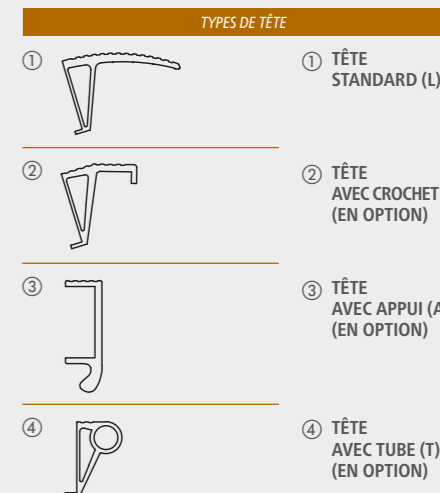 TYPES DE TÊTE
① ① TÊTE
STANDARD (L)
② ② TÊTE
AVEC CROCHET
(EN OPTION)
③ ③ TÊTE
AVEC APPUI (A
(EN OPTION)
④ ④ TÊTE
AVEC TUBE (T)
(EN OPTION)